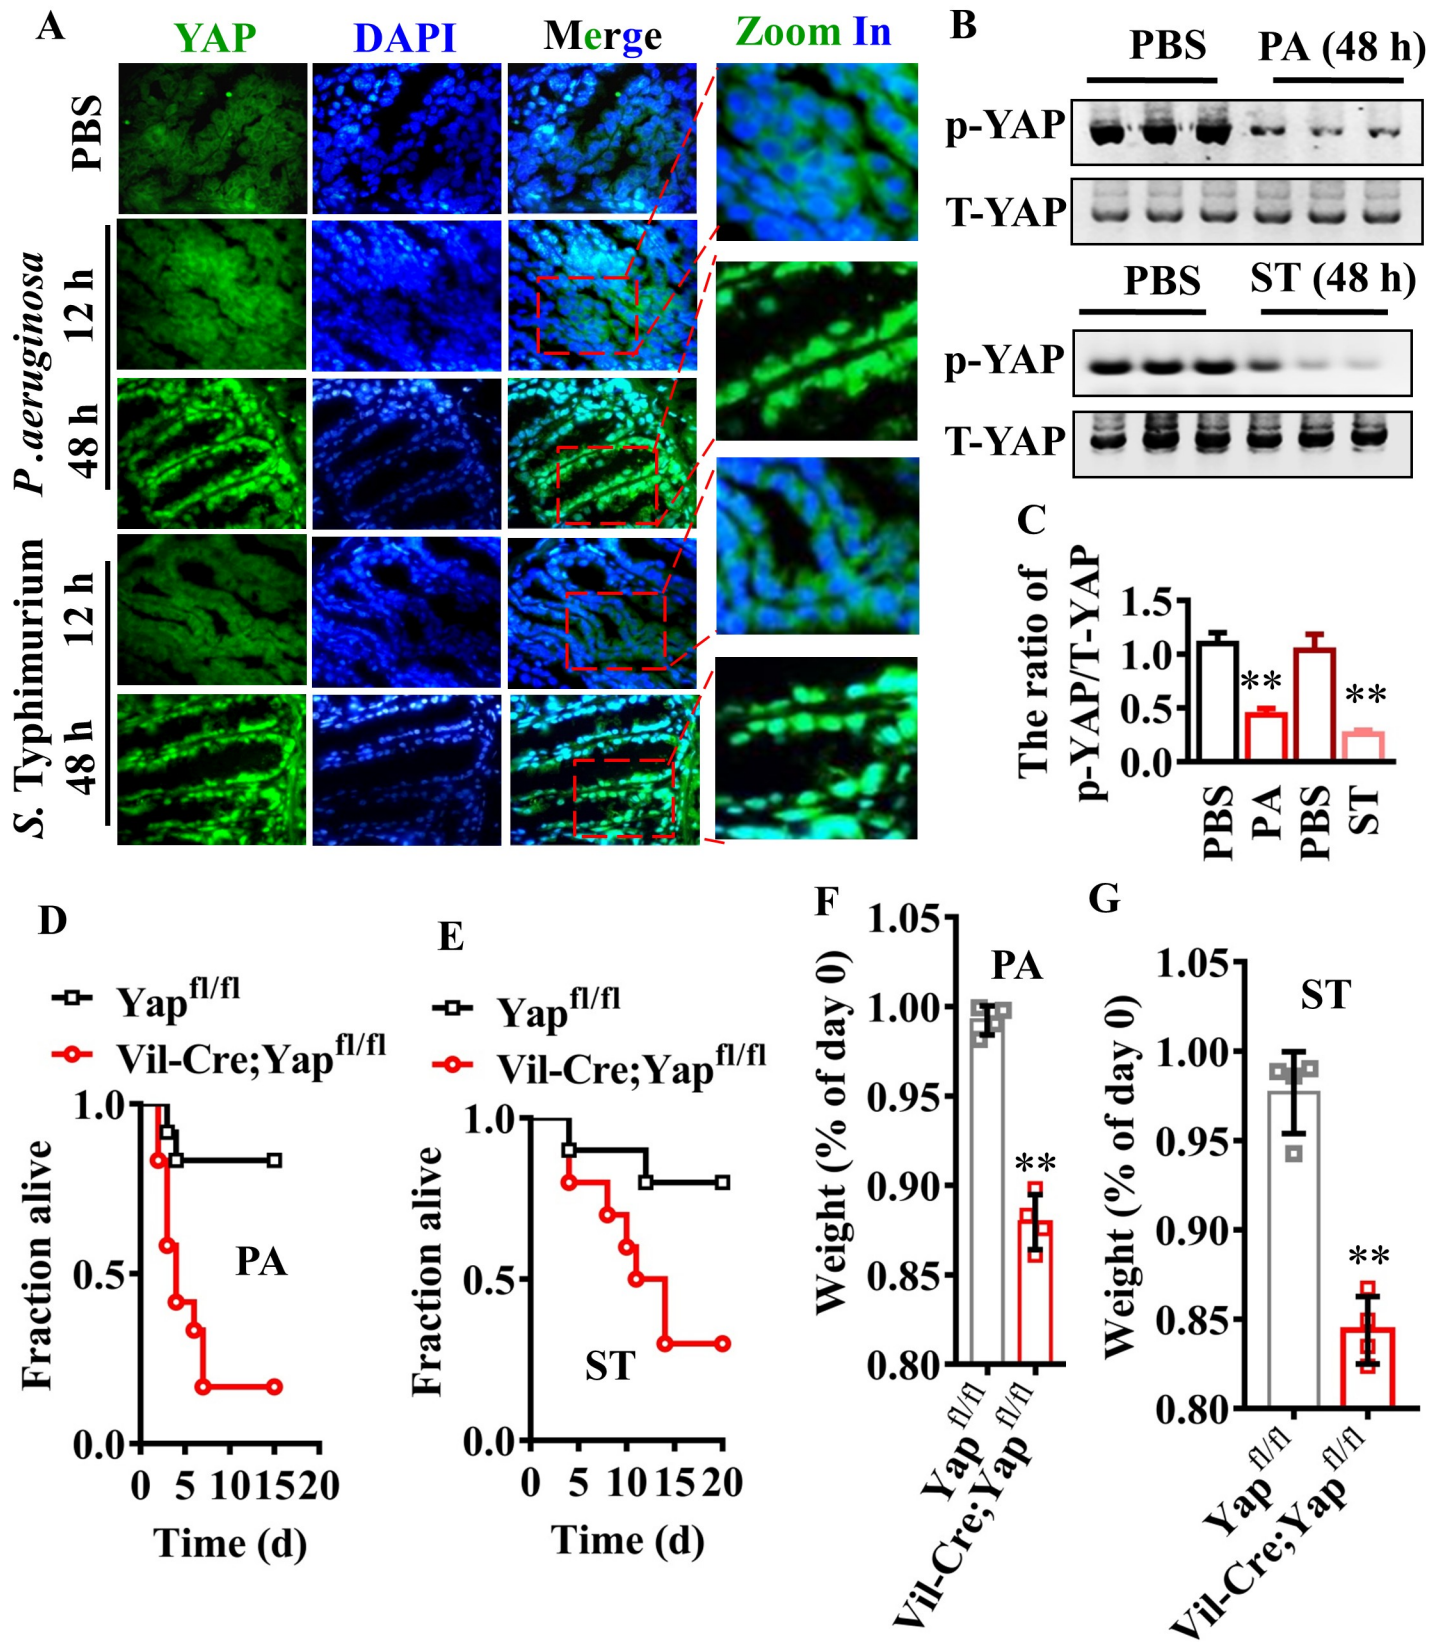 A
YAP
DAPI
Merge
Zoom In
PBS
P.aeruginosa
12 h
48 h
S. Typhimurium
12 h
48 h
B
PBS
PA (48 h)
p-YAP
T-YAP
PBS
ST (48 h)
p-YAP
T-YAP
C
The ratio of
p-YAP/T-YAP
1.5
1.0
0.5
0.0
**
**
PBS
PA
PBS
ST
D
Yap fl/fl
Vil-Cre;Yap fl/fl
Fraction alive
1.0
0.5
0.0
PA
0 5 10 15 20
Time (d)
E
Yap fl/fl
Vil-Cre;Yap fl/fl
Fraction alive
1.0
0.5
0.0
ST
0 5 10 15 20
Time (d)
F
Weight (% of day 0)
1.05
1.00
0.95
0.90
0.85
0.80
PA
**
Yap fl/fl
Vil-Cre;Yap fl/fl
G
Weight (% of day 0)
1.05
1.00
0.95
0.90
0.85
0.80
ST
**
Yap fl/fl
Vil-Cre;Yap fl/fl